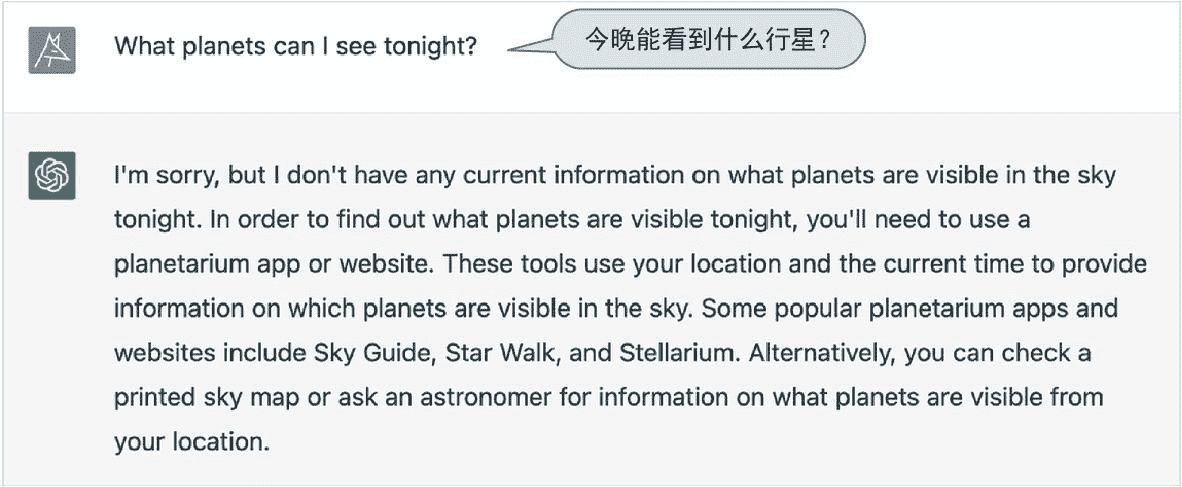 What planets can I see tonight?
今晚能看到什么行星？
I'm sorry, but I don't have any current information on what planets are visible in the sky
tonight. In order to find out what planets are visible tonight, you'll need to use a
planetarium app or website. These tools use your location and the current time to provide
information on which planets are visible in the sky. Some popular planetarium apps and
websites include Sky Guide, Star Walk, and Stellarium. Alternatively, you can check a
printed sky map or ask an astronomer for information on what planets are visible from
your location.